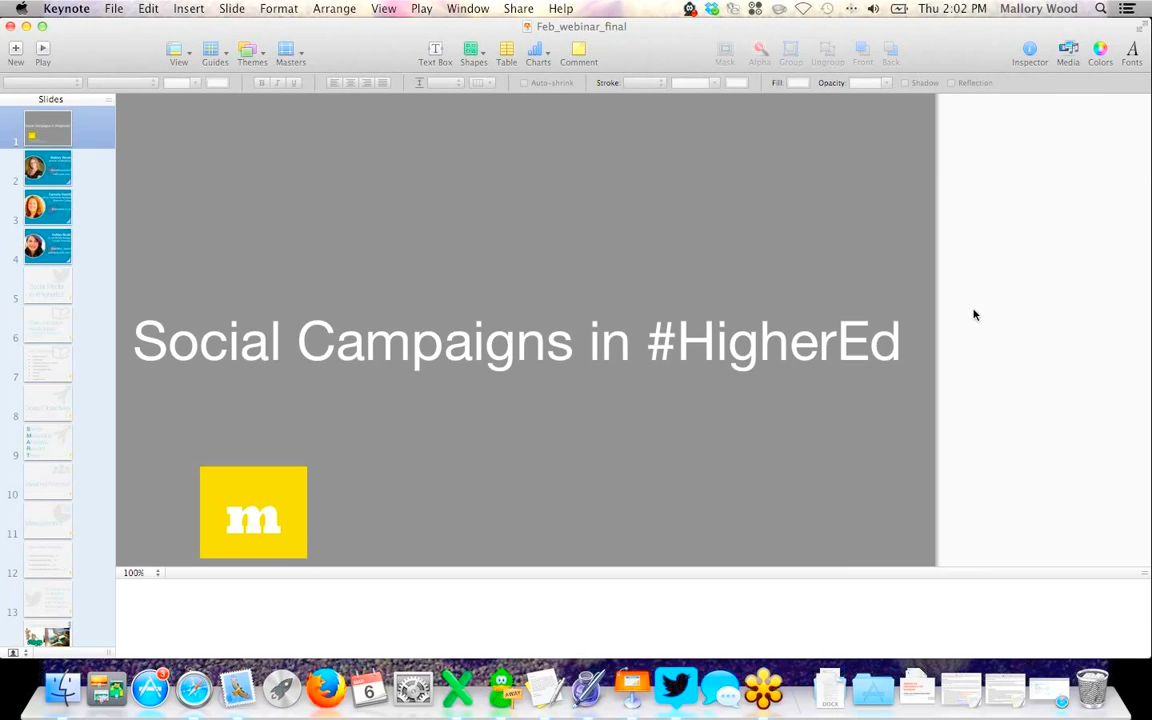 Keynote File Edit Insert Slide Format Arrange View Play Window Share Help Thu 2:02 PM Mallory Wood
Feb_webinar_final
New Play View Guides Themes Masters Text Box Shapes Table Charts Comment Mask Alpha Group Ungroup Front Back Inspector Media Colors Fonts
B I U Auto-shrink Stroke: Fill: Opacity: Shadow Reflection
Slides
1
2
3
4
5
6
7
8
9
10
11
12
13
Social Campaigns in #HigherEd
m
100%
MAR
6
AWAY
DOCX